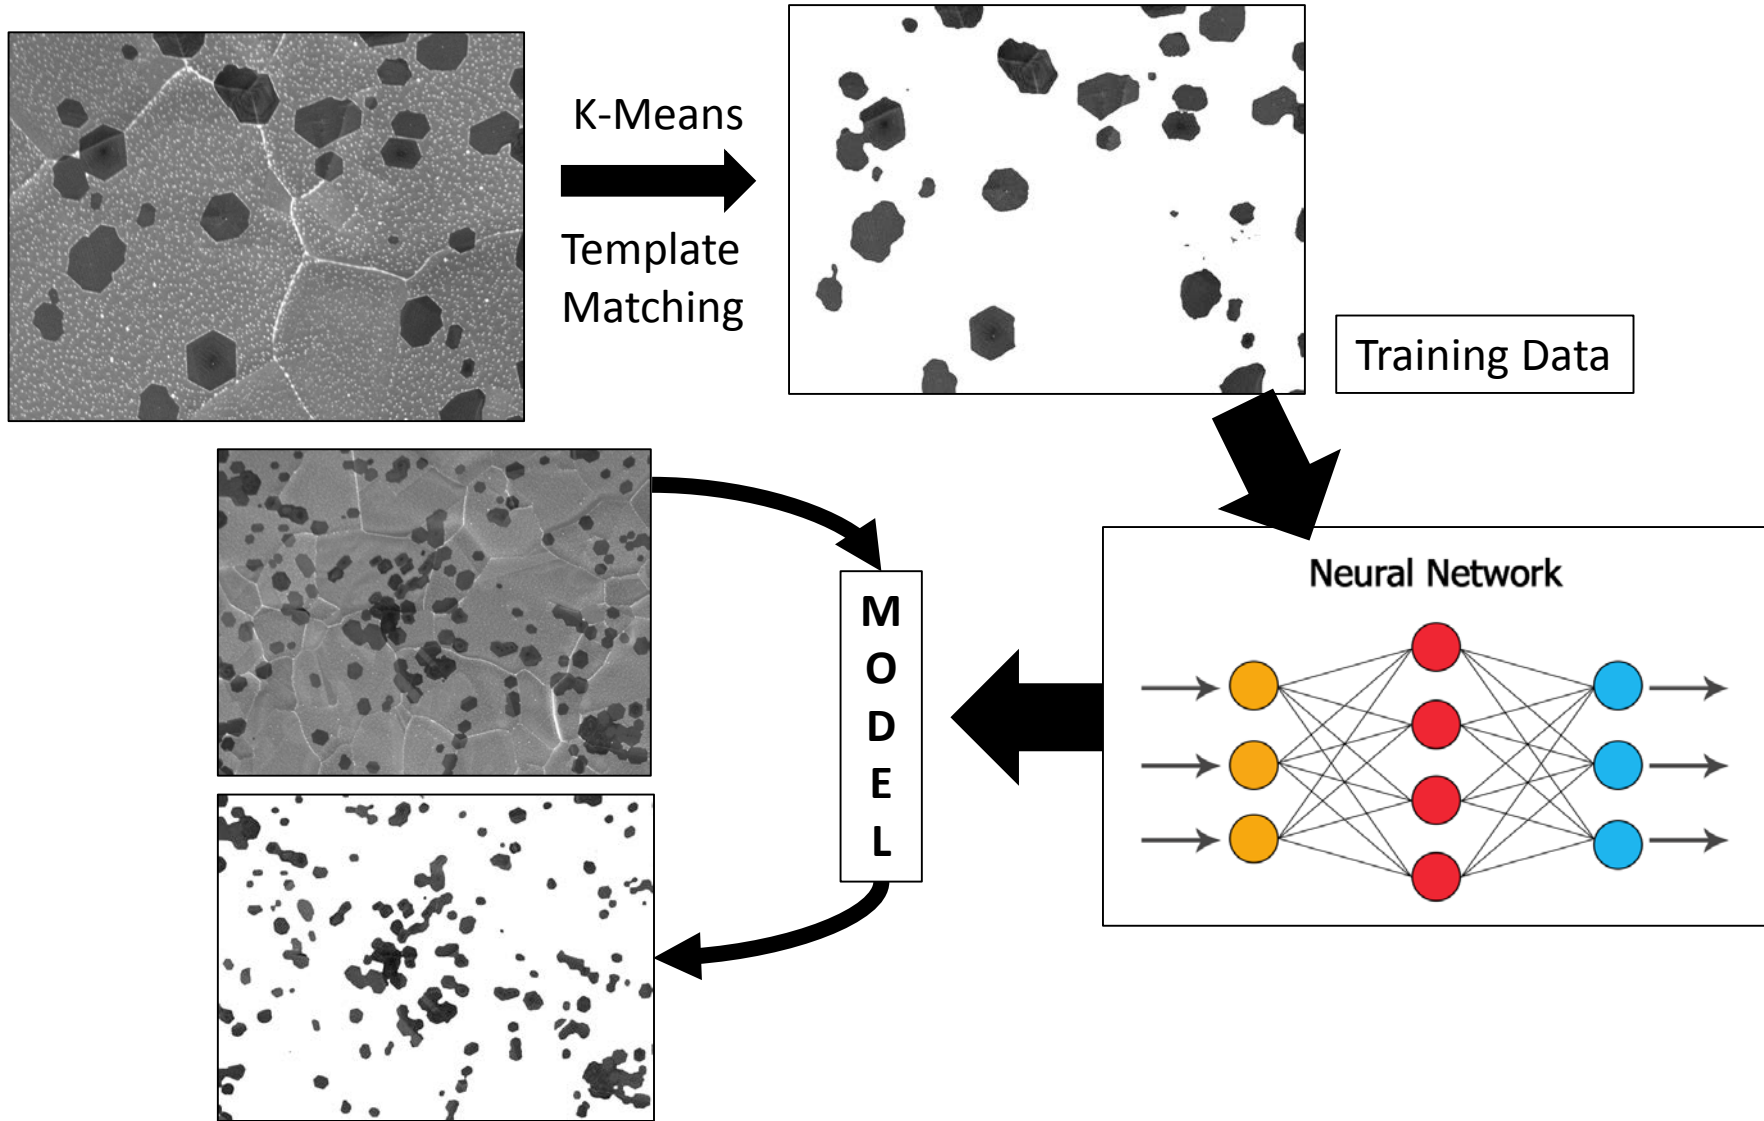 K-Means
Template
Matching
Training Data
Neural Network
M
O
D
E
L